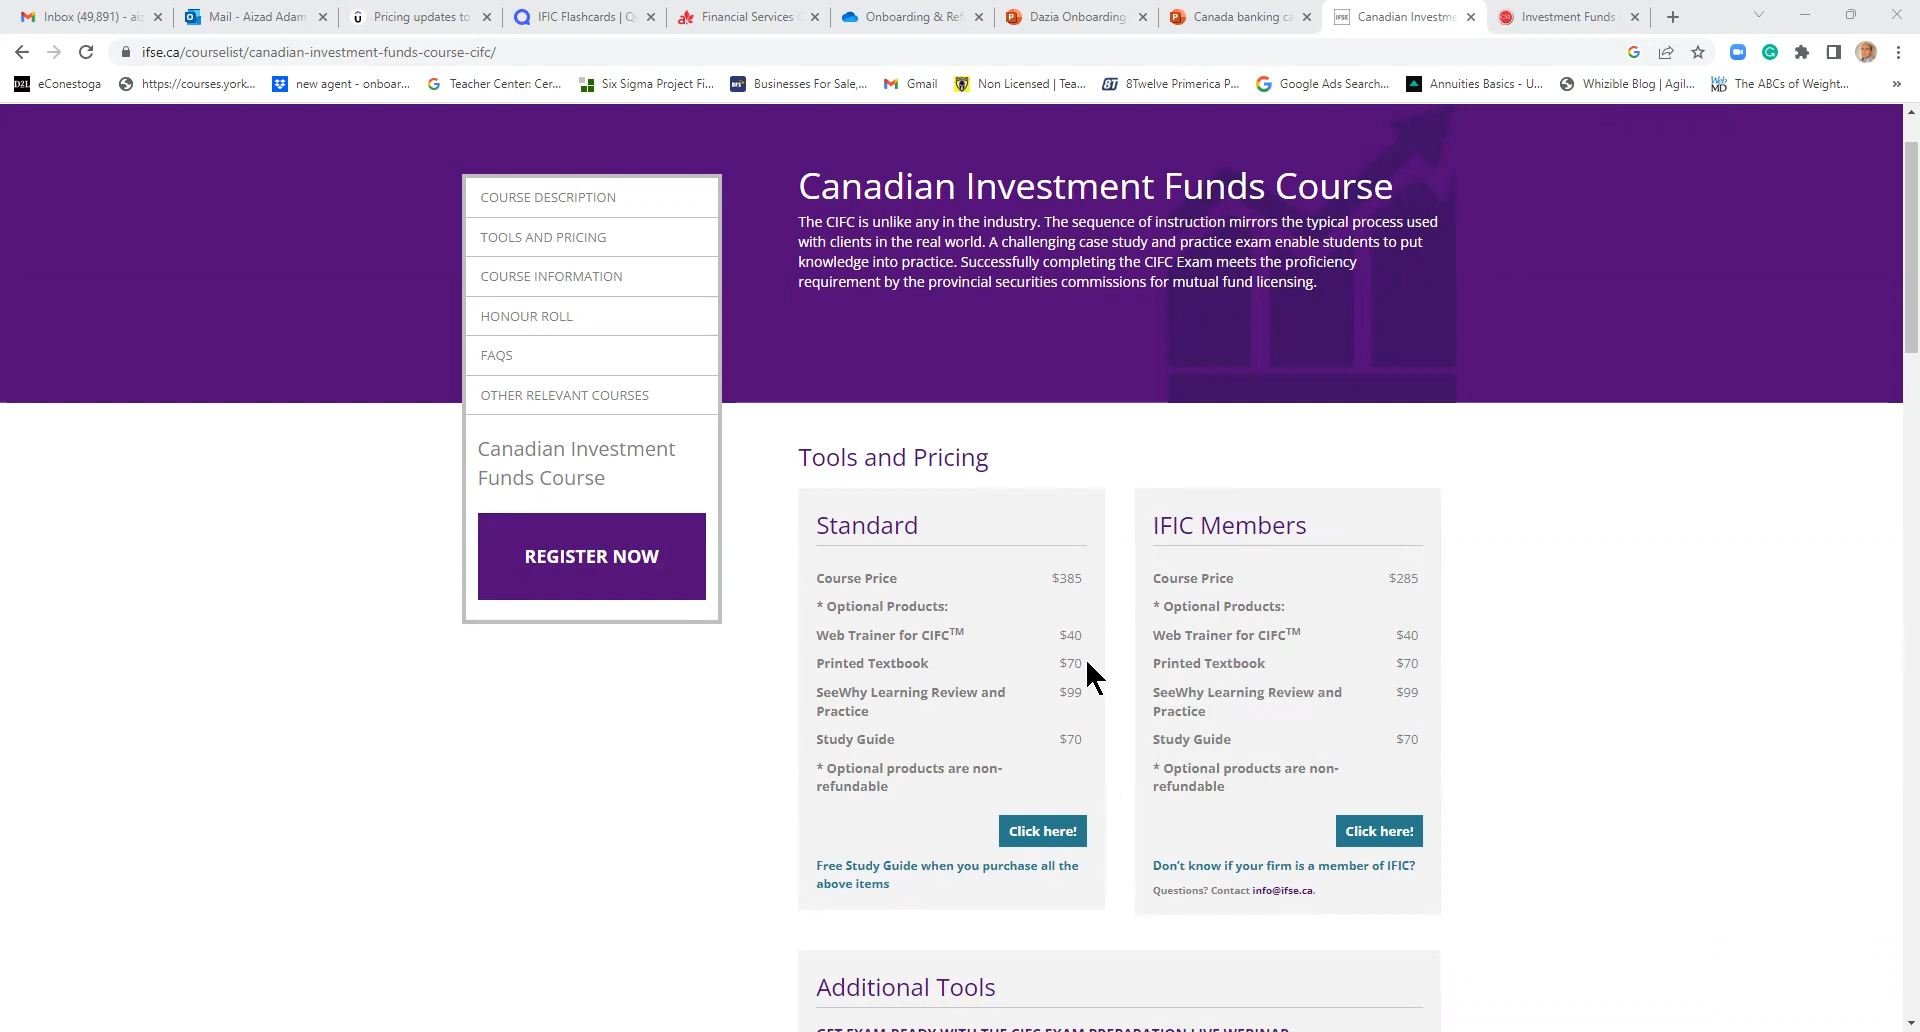 Inbox (49,891) - aiz
Mail - Aizad Adam
Pricing updates to
IFIC Flashcards | Q
Financial Services C
Onboarding & Ref
Dazia Onboarding
Canada banking ca
IFSE Canadian Investme
CSI Investment Funds
ifse.ca/courselist/canadian-investment-funds-course-cifc/
D2L eConestoga
https://courses.york...
new agent - onboar...
Teacher Center: Cer...
Six Sigma Project Fi...
BFS Businesses For Sale,...
Gmail
Non Licensed | Tea...
8T 8Twelve Primerica P...
Google Ads Search...
Annuities Basics - U...
Whizible Blog | Agil...
Web MD The ABCs of Weight...
»
COURSE DESCRIPTION
TOOLS AND PRICING
COURSE INFORMATION
HONOUR ROLL
FAQS
OTHER RELEVANT COURSES
Canadian Investment
Funds Course
REGISTER NOW
Canadian Investment Funds Course
The CIFC is unlike any in the industry. The sequence of instruction mirrors the typical process used
with clients in the real world. A challenging case study and practice exam enable students to put
knowledge into practice. Successfully completing the CIFC Exam meets the proficiency
requirement by the provincial securities commissions for mutual fund licensing.
Tools and Pricing
Standard
Course Price $385
* Optional Products:
Web Trainer for CIFC™ $40
Printed Textbook $70
SeeWhy Learning Review and $99
Practice
Study Guide $70
* Optional products are non-
refundable
Click here!
Free Study Guide when you purchase all the
above items
IFIC Members
Course Price $285
* Optional Products:
Web Trainer for CIFC™ $40
Printed Textbook $70
SeeWhy Learning Review and $99
Practice
Study Guide $70
* Optional products are non-
refundable
Click here!
Don't know if your firm is a member of IFIC?
Questions? Contact info@ifse.ca.
Additional Tools
GET EXAM-READY WITH THE CIFC EXAM PREPARATION LIVE WEBINAR